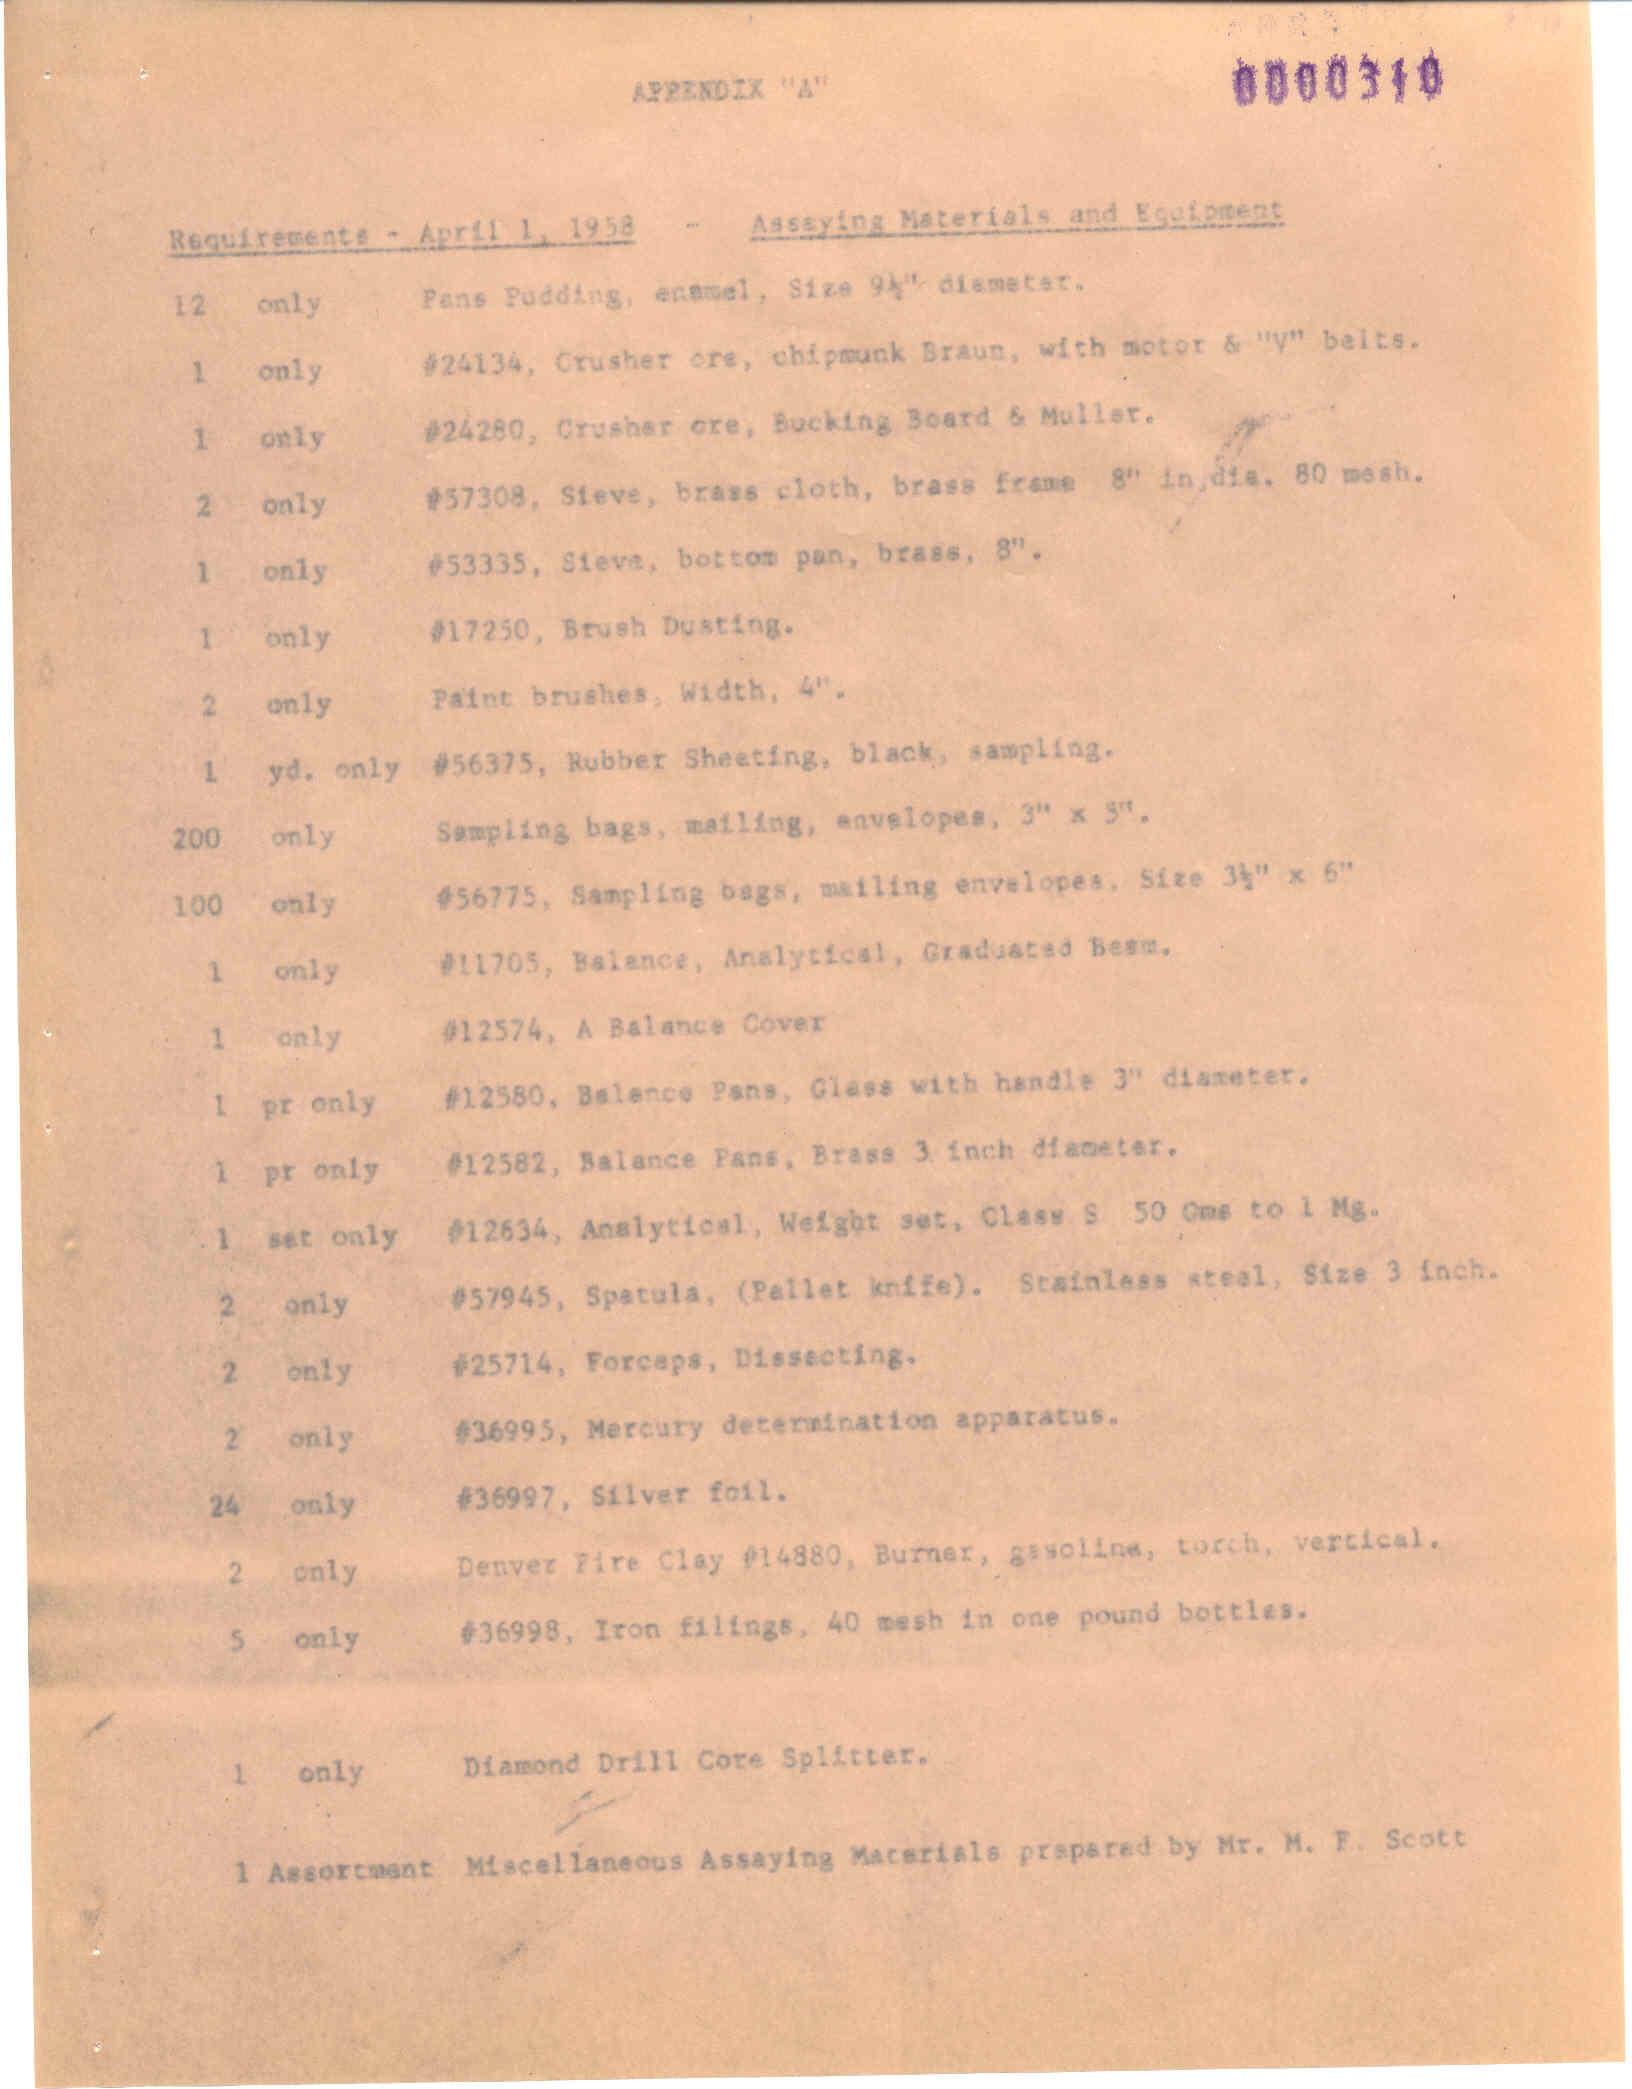 APPENDIX "A"
0000310
Requirements - April 1, 1958 - Assaying Materials and Equipment
12 only Pans Pudding, enamel, Size 9½" diameter.
1 only #24134, Crusher ore, chipmunk Braun, with motor & "V" belts.
1 only #24280, Crusher ore, Bucking Board & Muller.
2 only #57308, Sieve, brass cloth, brass frame 8" in dia. 80 mesh.
1 only #53335, Sieve, bottom pan, brass, 8".
1 only #17250, Brush Dusting.
2 only Paint brushes, Width, 4".
1 yd. only #56375, Rubber Sheeting, black, sampling.
200 only Sampling bags, mailing, envelopes, 3" x 5".
100 only #56775, Sampling bags, mailing envelopes, Size 3½" x 6"
1 only #11705, Balance, Analytical, Graduated Beam.
1 only #12574, A Balance Cover
1 pr only #12580, Balance Pans, Glass with handle 3" diameter.
1 pr only #12582, Balance Pans, Brass 3 inch diameter.
1 set only #12634, Analytical, Weight set, Class S 50 Gms to 1 Mg.
2 only #57945, Spatula, (Pallet knife). Stainless steel, Size 3 inch.
2 only #25714, Forceps, Dissecting.
2 only #36995, Mercury determination apparatus.
24 only #36997, Silver foil.
2 only Denver Fire Clay #14880, Burner, gasoline, torch, vertical.
5 only #36998, Iron filings, 40 mesh in one pound bottles.
1 only Diamond Drill Core Splitter.
1 Assortment Miscellaneous Assaying Materials prepared by Mr. M. F. Scott